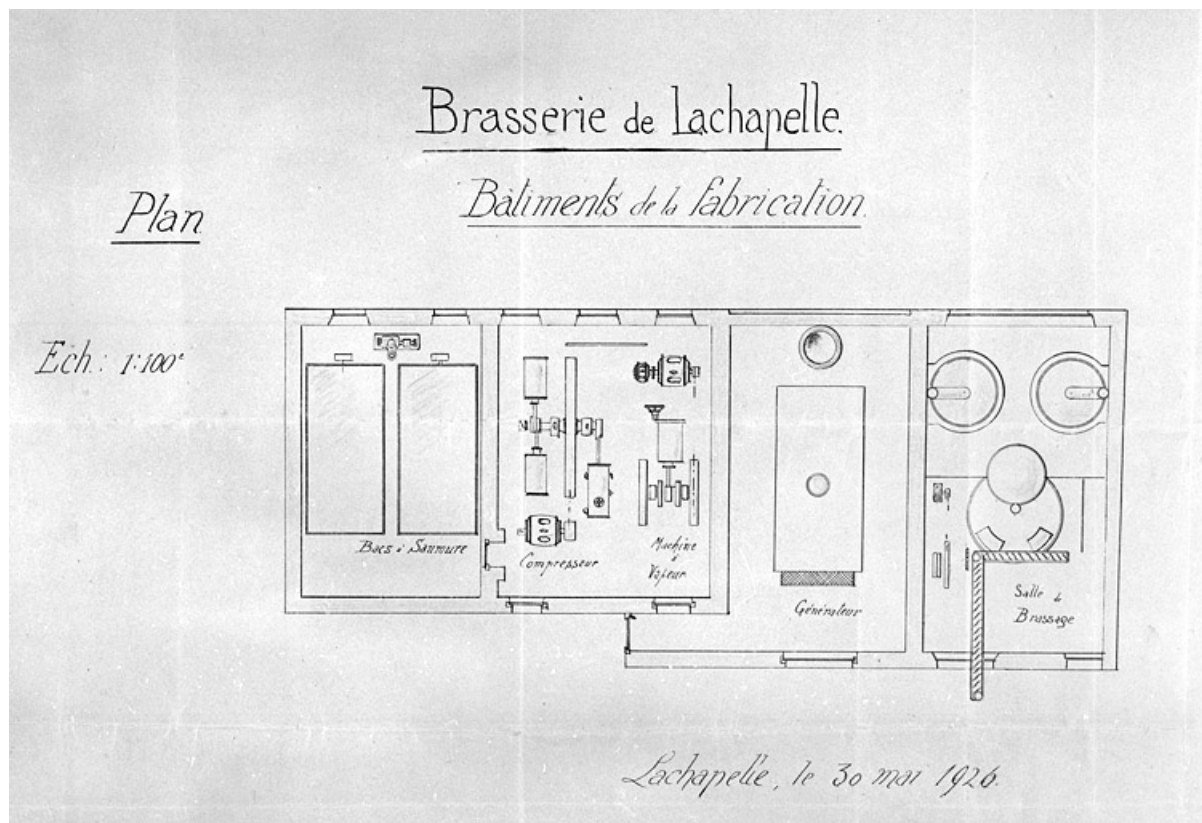 Brasserie de Lachapelle.
Plan
Bâtiments de la fabrication.
Ech.: 1:100e
Bacs à Saumure
Compresseur
Machine
à
Vapeur
Générateur
Salle de
Brassage
Lachapelle, le 30 mai 1926.